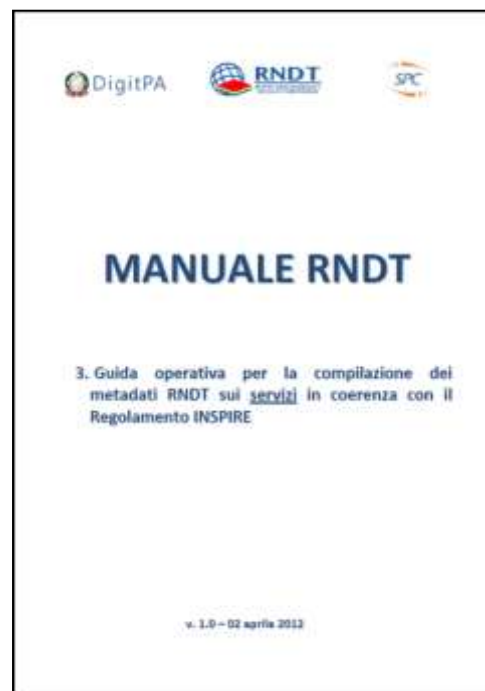 DigitPA
RNDT
SPC
MANUALE RNDT
3. Guida operativa per la compilazione dei
metadati RNDT sui servizi in coerenza con il
Regolamento INSPIRE
v. 1.0 – 02 aprile 2012